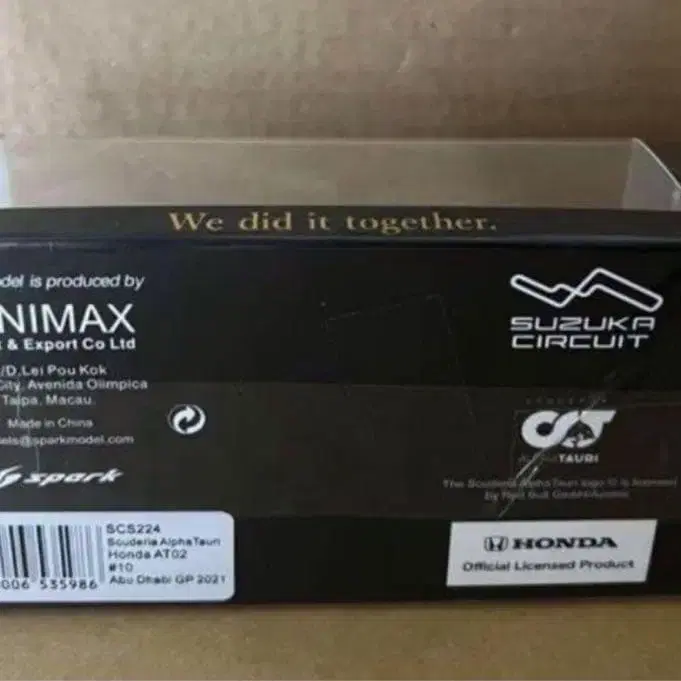 We did it together.
odel is produced by
NIMAX
t & Export Co Ltd
/D, Lei Pou Kok
City, Avenida Olimpica
Taipa, Macau.
Made in China
els@sparkmodel.com
spark
SUZUKA
CIRCUIT
SCUDERIA
ALPHATAURI
The Scuderia AlphaTauri logo © is licensed
by Red Bull GmbH/Austria
SCS224
Scuderia AlphaTauri
Honda AT02
#10
Abu Dhabi GP 2021
006 535986
HONDA
Official Licensed Product